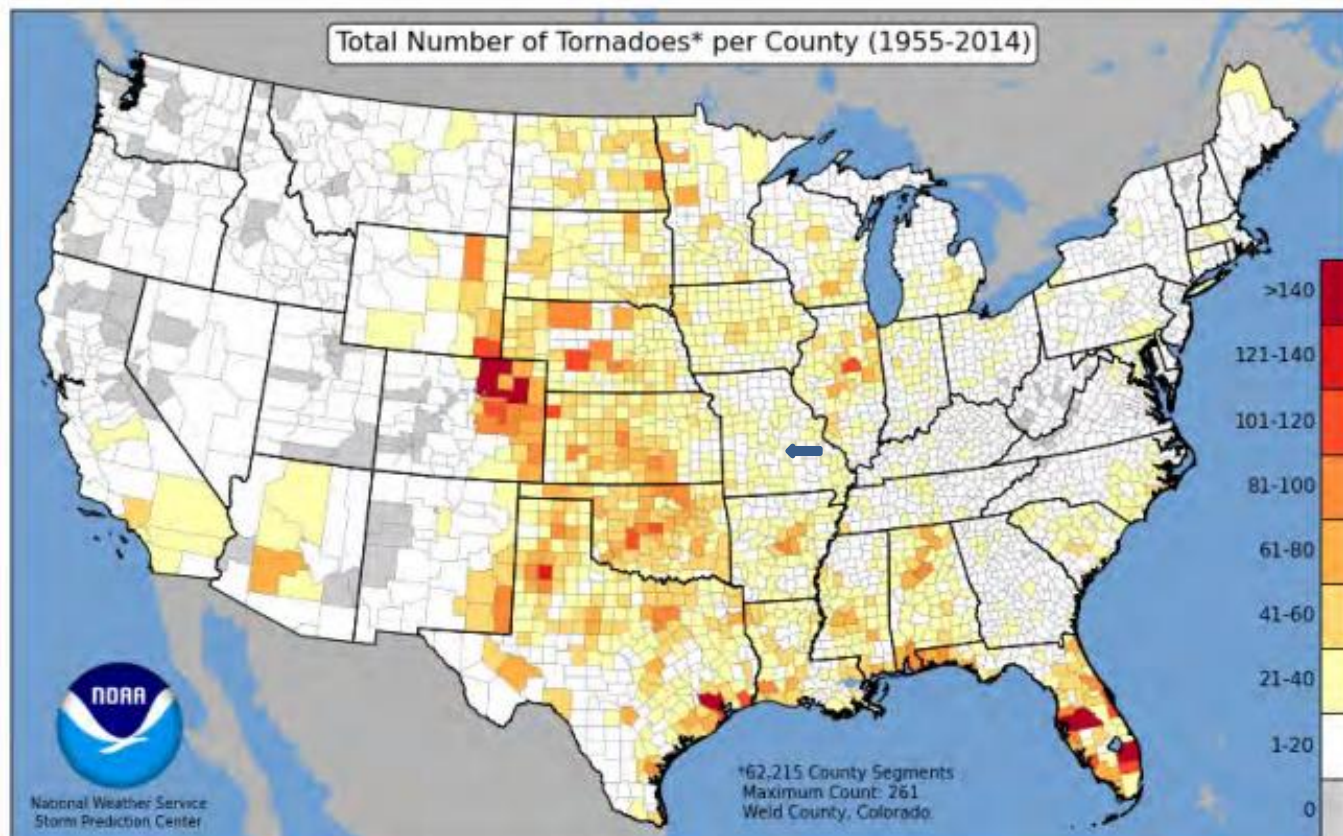 Total Number of Tornadoes* per County (1955-2014)
>140
121-140
101-120
81-100
61-80
41-60
21-40
1-20
0
NOAA
National Weather Service
Storm Prediction Center
*62,215 County Segments
Maximum Count: 261
Weld County, Colorado